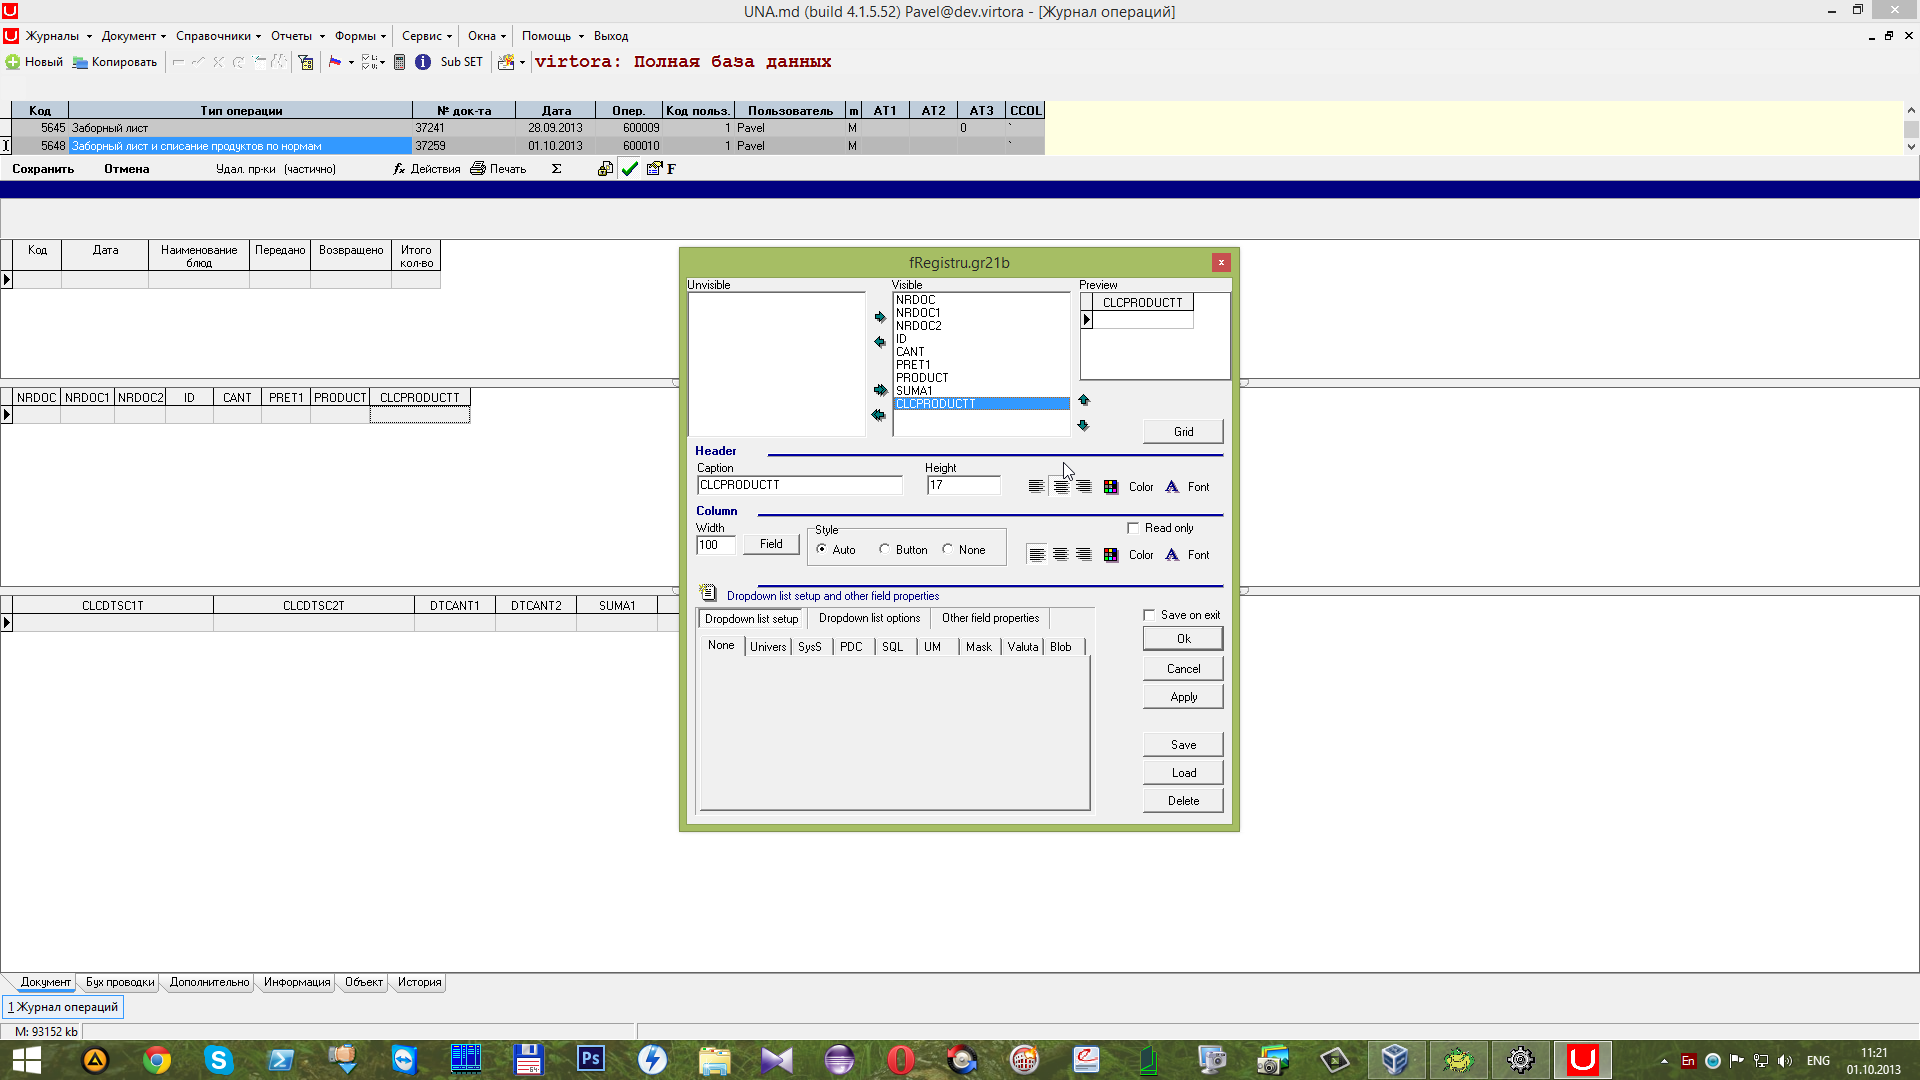 UNA.md (build 4.1.5.52) Pavel@dev.virtora - [Журнал операций]
Журналы Документ Справочники Отчеты Формы Сервис Окна Помощь Выход
Новый Копировать Sub SET virtora: Полная база данных
Код Тип операции № док-та Дата Опер. Код польз. Пользователь m AT1 AT2 AT3 CCOL
5645 Заборный лист 37241 28.09.2013 600009 1 Pavel M 0 `
5648 Заборный лист и списание продуктов по нормам 37259 01.10.2013 600010 1 Pavel M `
Сохранить Отмена Удал. пр-ки (частично) fx Действия Печать Σ F
Код Дата Наименование блюд Передано Возвращено Итого кол-во
NRDOC NRDOC1 NRDOC2 ID CANT PRET1 PRODUCT CLCPRODUCTT
CLCDTSC1T CLCDTSC2T DTCANT1 DTCANT2 SUMA1
fRegistru.gr21b x
Unvisible Visible Preview
NRDOC
NRDOC1
NRDOC2
ID
CANT
PRET1
PRODUCT
SUMA1
CLCPRODUCTT
CLCPRODUCTT
Grid
Header
Caption Height
CLCPRODUCTT 17 Color A Font
Column
Width Style Read only
100 Field Auto Button None Color A Font
Dropdown list setup and other field properties
Dropdown list setup Dropdown list options Other field properties
None Univers SysS PDC SQL UM Mask Valuta Blob
Save on exit
Ok
Cancel
Apply
Save
Load
Delete
Документ Бух проводки Дополнительно Информация Объект История
1 Журнал операций
M: 93152 kb
64 Ps En ENG 11:21
01.10.2013